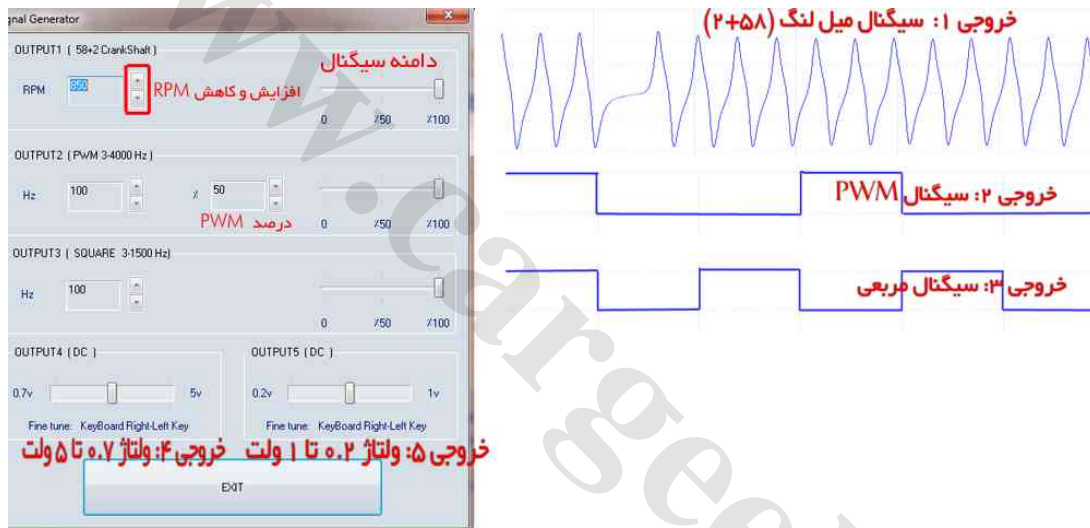 gnal Generator
OUTPUT1 ( 58+2 CrankShaft )
دامنه سیگنال
RPM 850
افزایش و کاهش RPM
0 ٪50 ٪100
OUTPUT2 ( PWM 3-4000 Hz )
Hz 100 ٪ 50
درصد PWM
0 ٪50 ٪100
OUTPUT3 ( SQUARE 3-1500 Hz)
Hz 100
0 ٪50 ٪100
OUTPUT4 ( DC )
0.7v 5v
Fine tune: KeyBoard Right-Left Key
خروجی ۴: ولتاژ ۰.۷ تا ۵ ولت
OUTPUT5 ( DC )
0.2v 1v
Fine tune: KeyBoard Right-Left Key
خروجی ۵: ولتاژ ۰.۲ تا ۱ ولت
EXIT
خروجی ۱: سیگنال میل لنگ (۵۸+۲)
خروجی ۲: سیگنال PWM
خروجی ۳: سیگنال مربعی